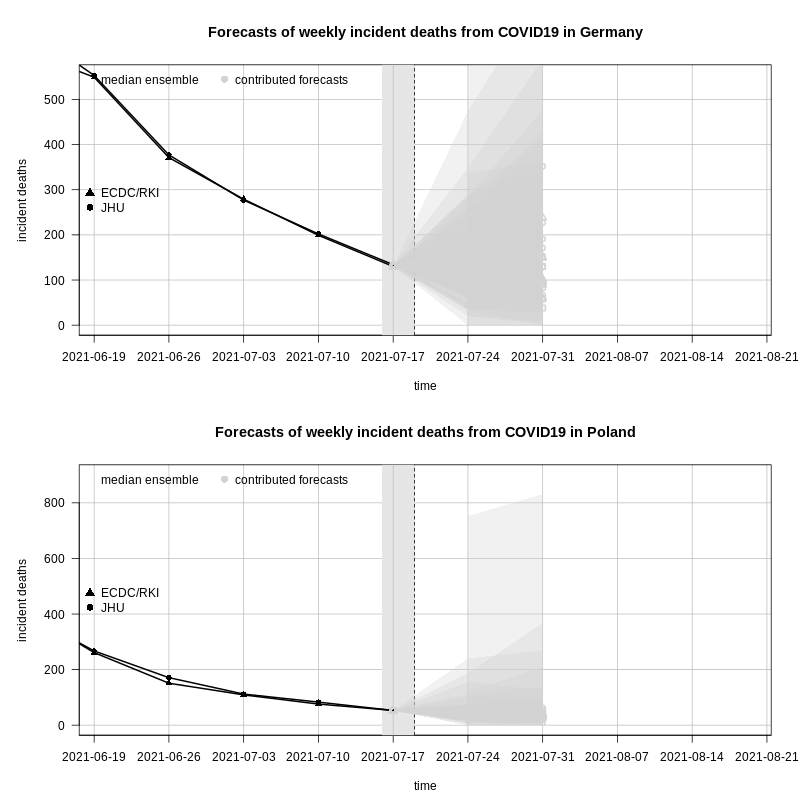 Forecasts of weekly incident deaths from COVID19 in Germany
median ensemble contributed forecasts
500
400
ECDC/RKI
JHU
300
200
100
0
incident deaths
2021-06-19 2021-06-26 2021-07-03 2021-07-10 2021-07-17 2021-07-24 2021-07-31 2021-08-07 2021-08-14 2021-08-21
time
Forecasts of weekly incident deaths from COVID19 in Poland
median ensemble contributed forecasts
800
600
ECDC/RKI
JHU
400
200
0
incident deaths
2021-06-19 2021-06-26 2021-07-03 2021-07-10 2021-07-17 2021-07-24 2021-07-31 2021-08-07 2021-08-14 2021-08-21
time